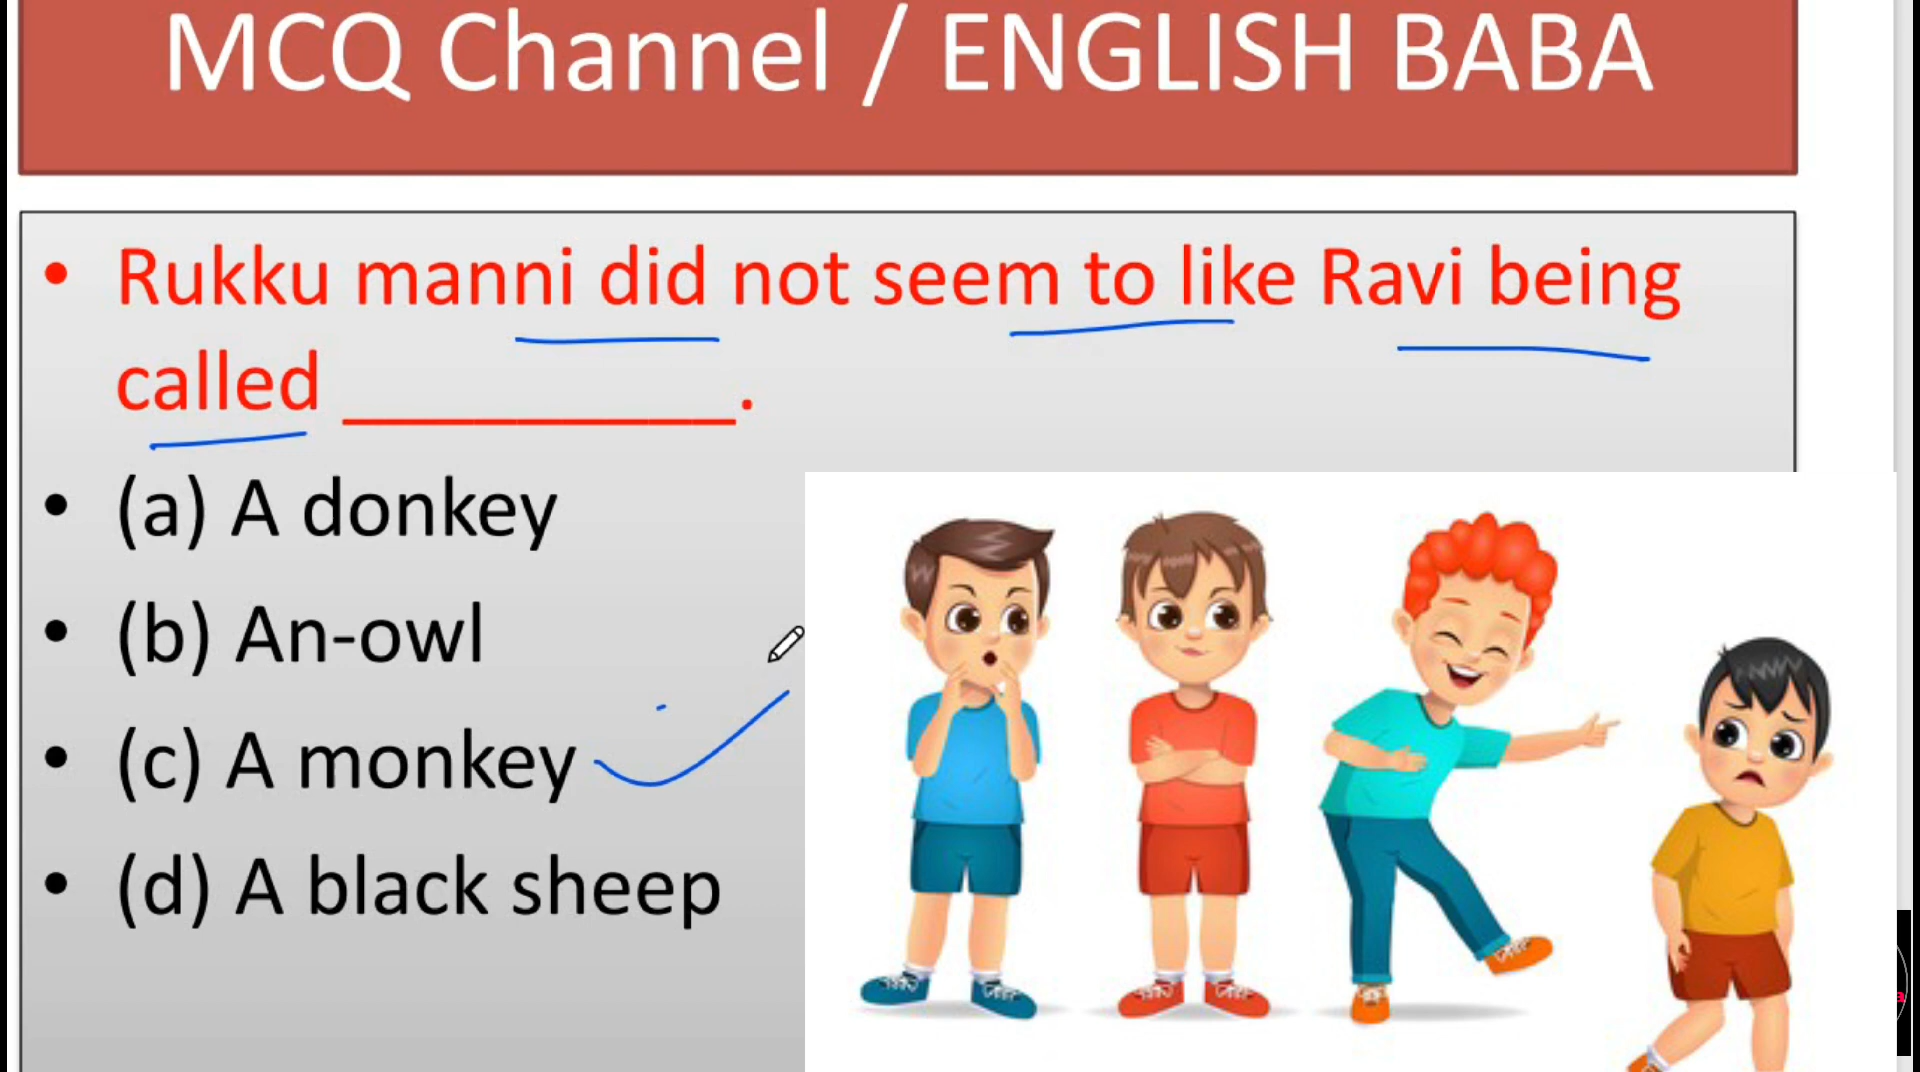 MCQ Channel / ENGLISH BABA
• Rukku manni did not seem to like Ravi being
called ___________.
• (a) A donkey
• (b) An-owl
• (c) A monkey
• (d) A black sheep